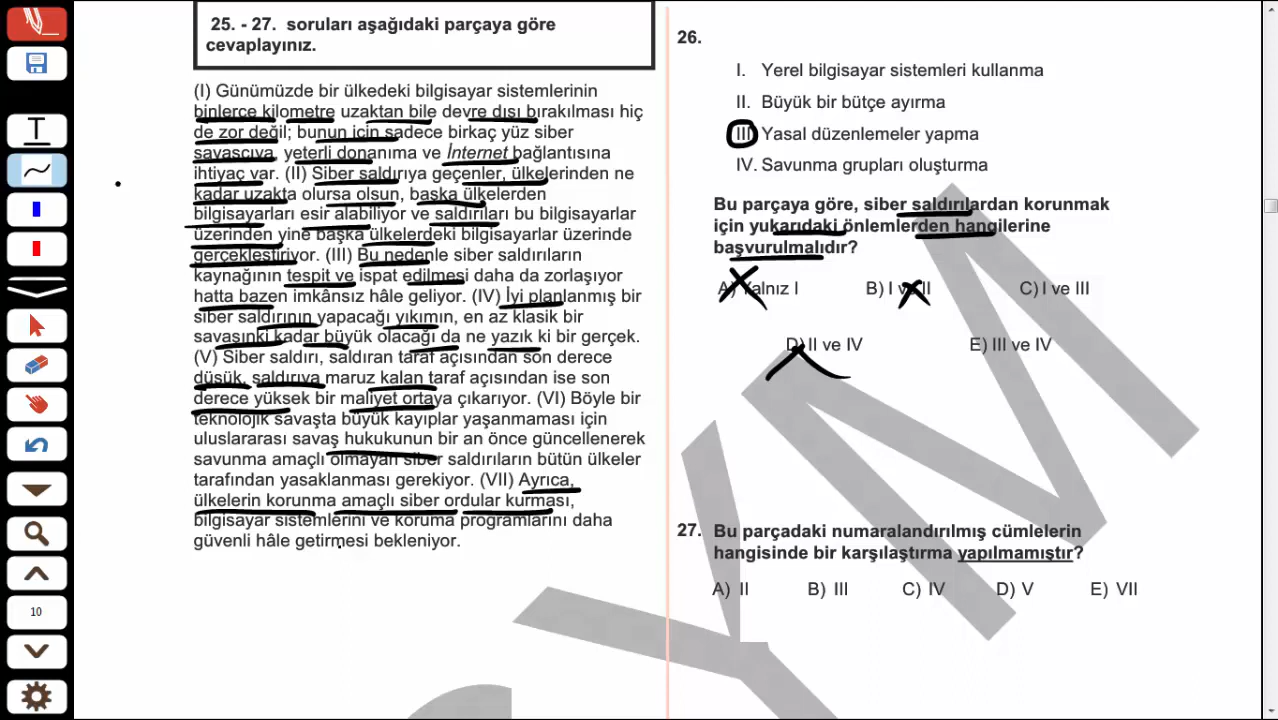 25. - 27. soruları aşağıdaki parçaya göre
cevaplayınız.
(I) Günümüzde bir ülkedeki bilgisayar sistemlerinin
binlerce kilometre uzaktan bile devre dışı bırakılması hiç
de zor değil; bunun için sadece birkaç yüz siber
savaşçıya, yeterli donanıma ve İnternet bağlantısına
ihtiyaç var. (II) Siber saldırıya geçenler, ülkelerinden ne
kadar uzakta olursa olsun, başka ülkelerden
bilgisayarları esir alabiliyor ve saldırıları bu bilgisayarlar
üzerinden yine başka ülkelerdeki bilgisayarlar üzerinde
gerçekleştiriyor. (III) Bu nedenle siber saldırıların
kaynağının tespit ve ispat edilmesi daha da zorlaşıyor
hatta bazen imkânsız hâle geliyor. (IV) İyi planlanmış bir
siber saldırının yapacağı yıkımın, en az klasik bir
savaşınki kadar büyük olacağı da ne yazık ki bir gerçek.
(V) Siber saldırı, saldıran taraf açısından son derece
düşük, saldırıya maruz kalan taraf açısından ise son
derece yüksek bir maliyet ortaya çıkarıyor. (VI) Böyle bir
teknolojik savaşta büyük kayıplar yaşanmaması için
uluslararası savaş hukukunun bir an önce güncellenerek
savunma amaçlı olmayan siber saldırıların bütün ülkeler
tarafından yasaklanması gerekiyor. (VII) Ayrıca,
ülkelerin korunma amaçlı siber ordular kurması,
bilgisayar sistemlerini ve koruma programlarını daha
güvenli hâle getirmesi bekleniyor.
26.
I. Yerel bilgisayar sistemleri kullanma
II. Büyük bir bütçe ayırma
III. Yasal düzenlemeler yapma
IV. Savunma grupları oluşturma
Bu parçaya göre, siber saldırılardan korunmak
için yukarıdaki önlemlerden hangilerine
başvurulmalıdır?
A) Yalnız I B) I ve II C) I ve III
D) II ve IV E) III ve IV
27. Bu parçadaki numaralandırılmış cümlelerin
hangisinde bir karşılaştırma yapılmamıştır?
A) II B) III C) IV D) V E) VII
T
10